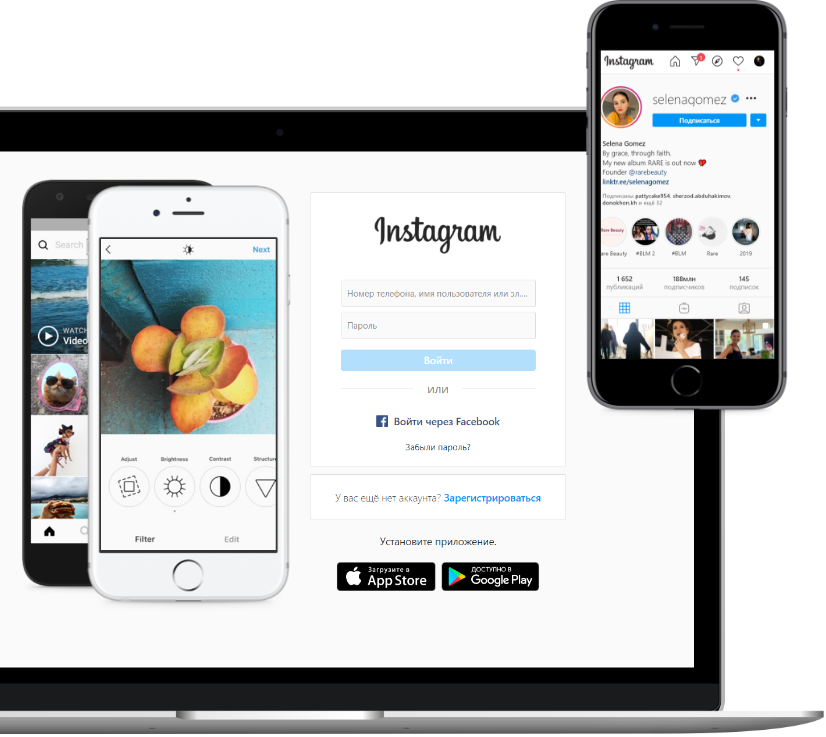 Instagram
1
selenagomez
Подписаться
Selena Gomez
By grace, through faith.
My new album RARE is out now
Founder @rarebeauty
linktr.ee/selenagomez
Подписаны pattycake1154, sherzod.abduhakimov,
donokhon.kh и ещё 32
Rare Beauty
#BLM 2
#BLM
Rare
2019
1 652
188млн
145
публикаций
подписчиков
подписок
Search
WATCH
Video
Next
Adjust
Brightness
Contrast
Structure
Filter
Edit
Instagram
Номер телефона, имя пользователя или эл....
Пароль
Войти
ИЛИ
Войти через Facebook
Забыли пароль?
У вас ещё нет аккаунта? Зарегистрироваться
Установите приложение.
Загрузите в
App Store
ДОСТУПНО В
Google Play